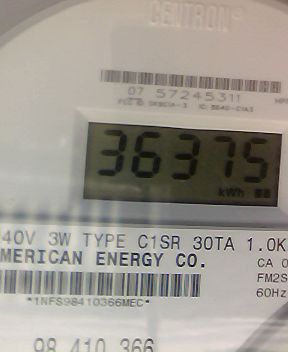 CENTRON®
07 57245311
36375
kWh
40V 3W TYPE C1SR 30TA 1.0K
MERICAN ENERGY CO.
CA 0
FM2S
60Hz
*1NFS98410366MEC*
98 410 366